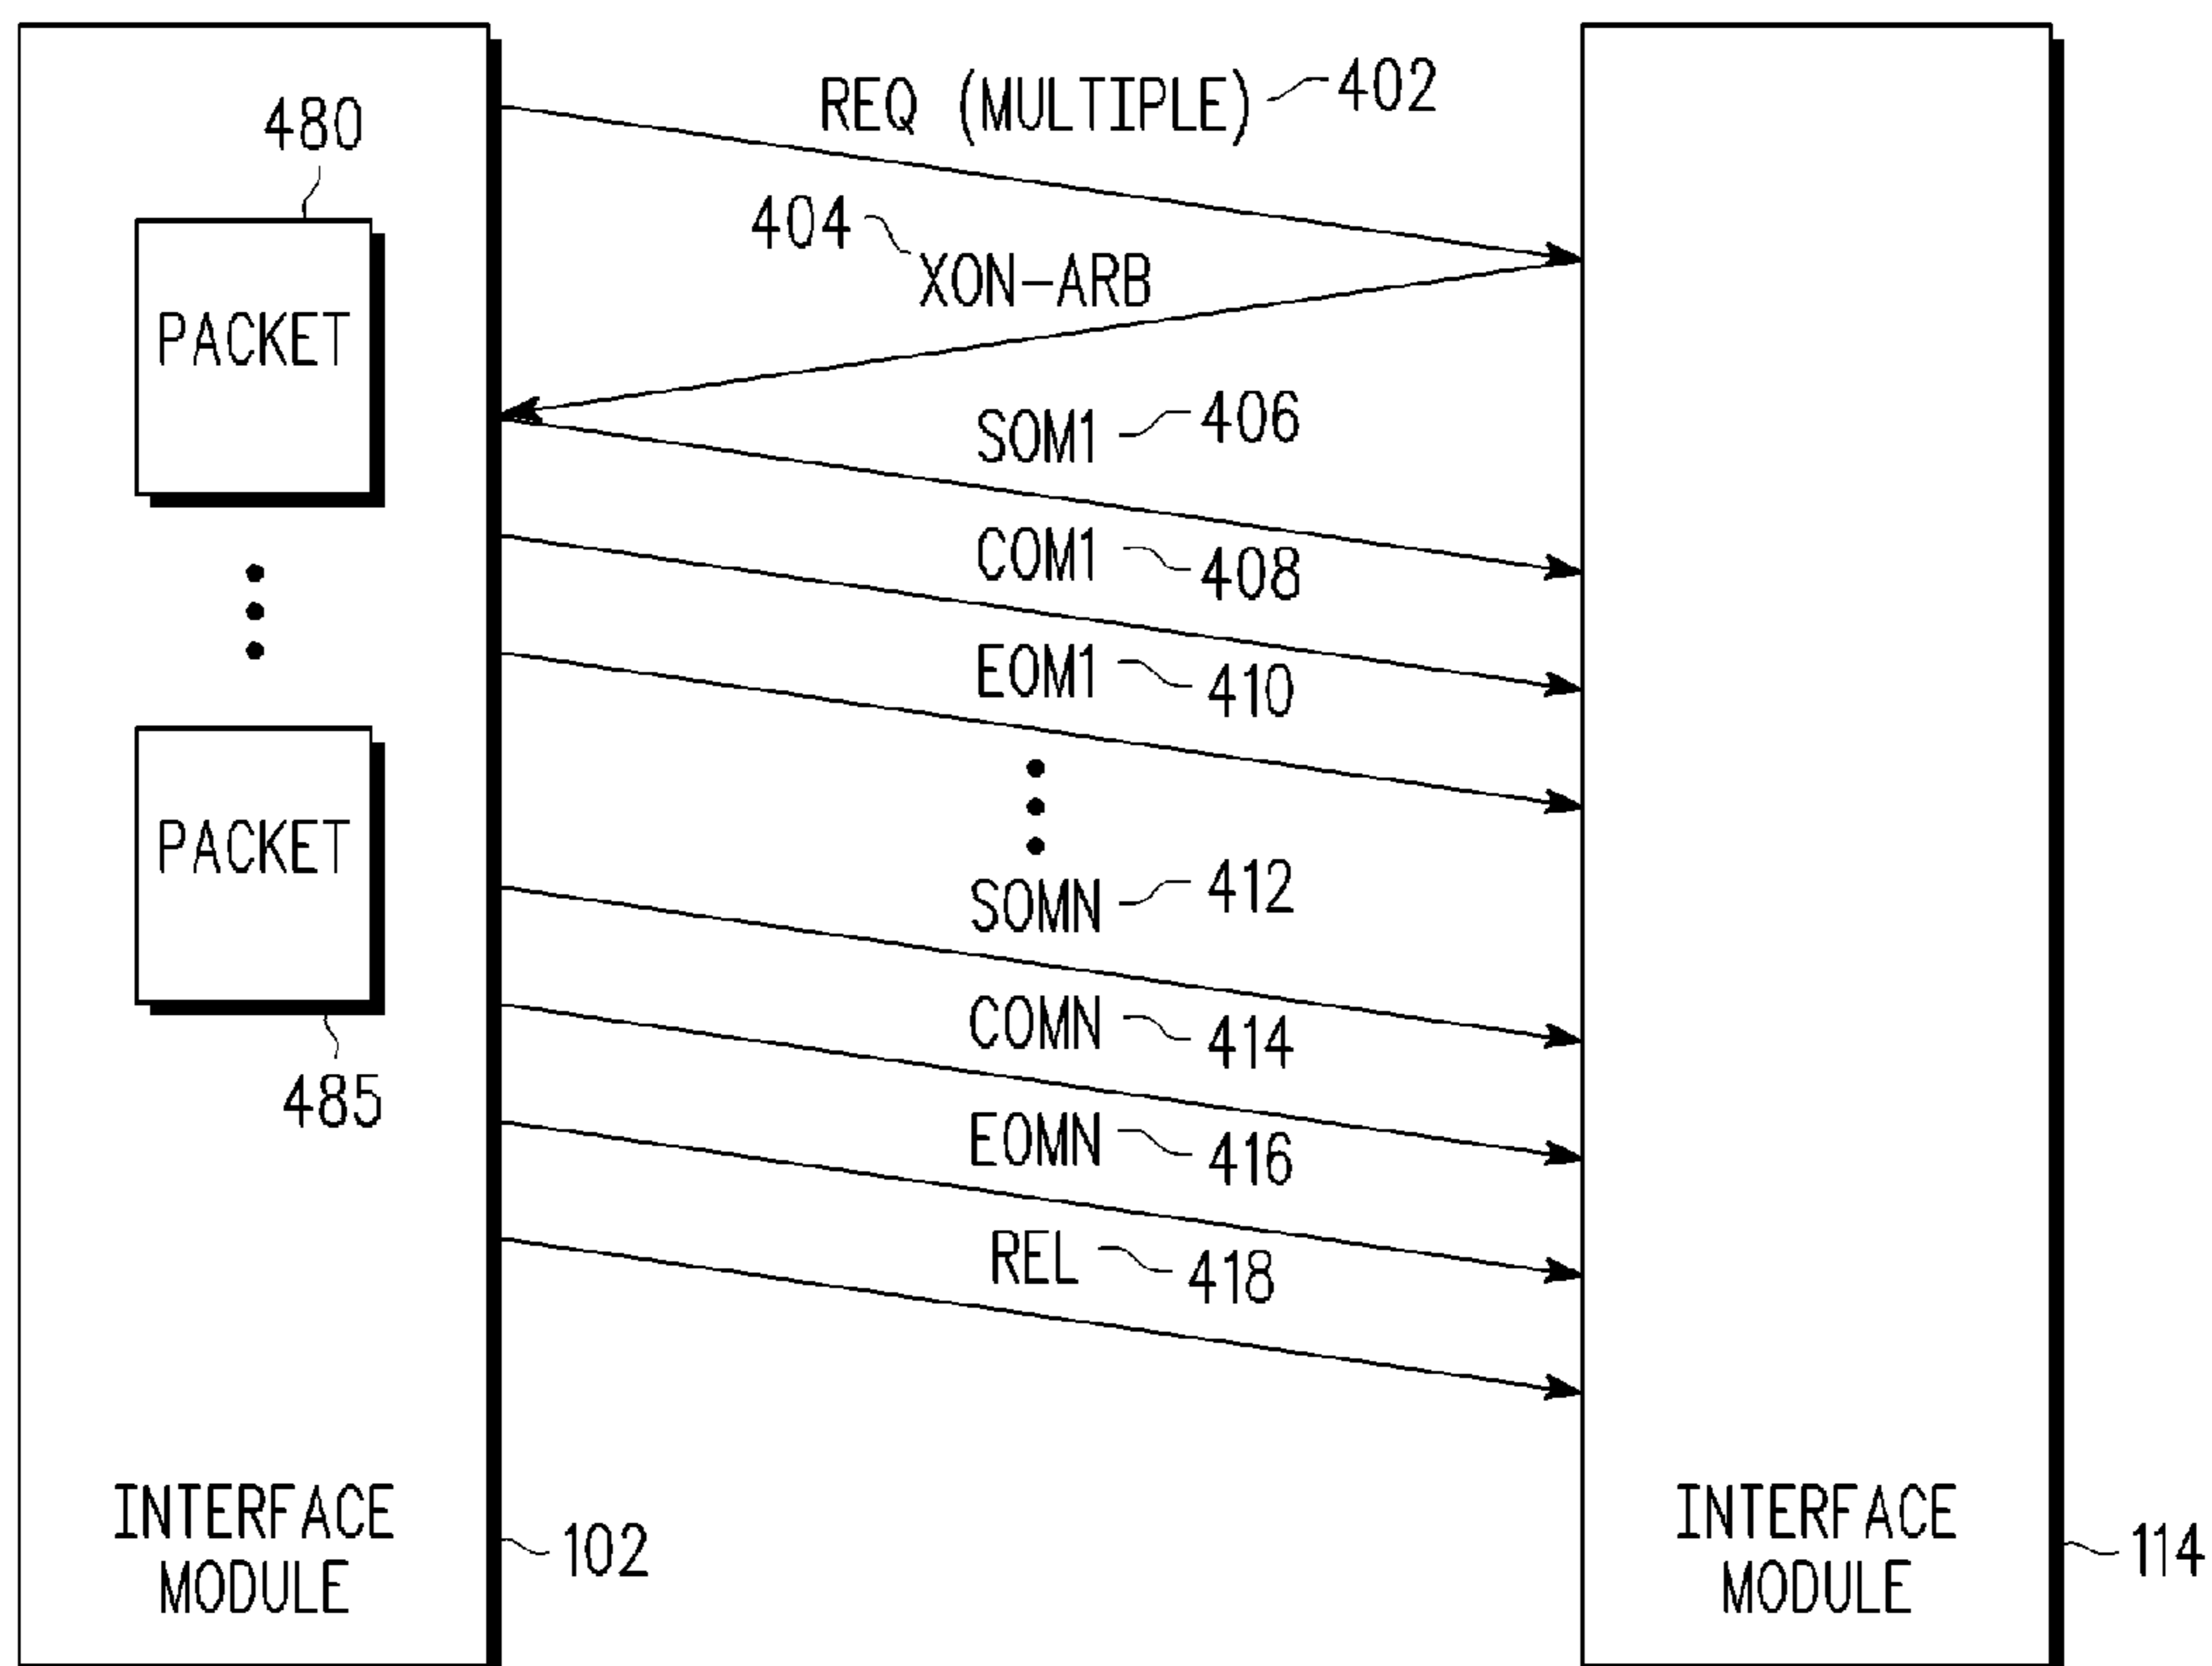 REQ (MULTIPLE) 402
480
404
XON-ARB
PACKET
SOM1 406
COM1 408
EOM1 410
PACKET
SOMN 412
COMN 414
485
EOMN 416
REL 418
INTERFACE
MODULE
102
INTERFACE
MODULE
114